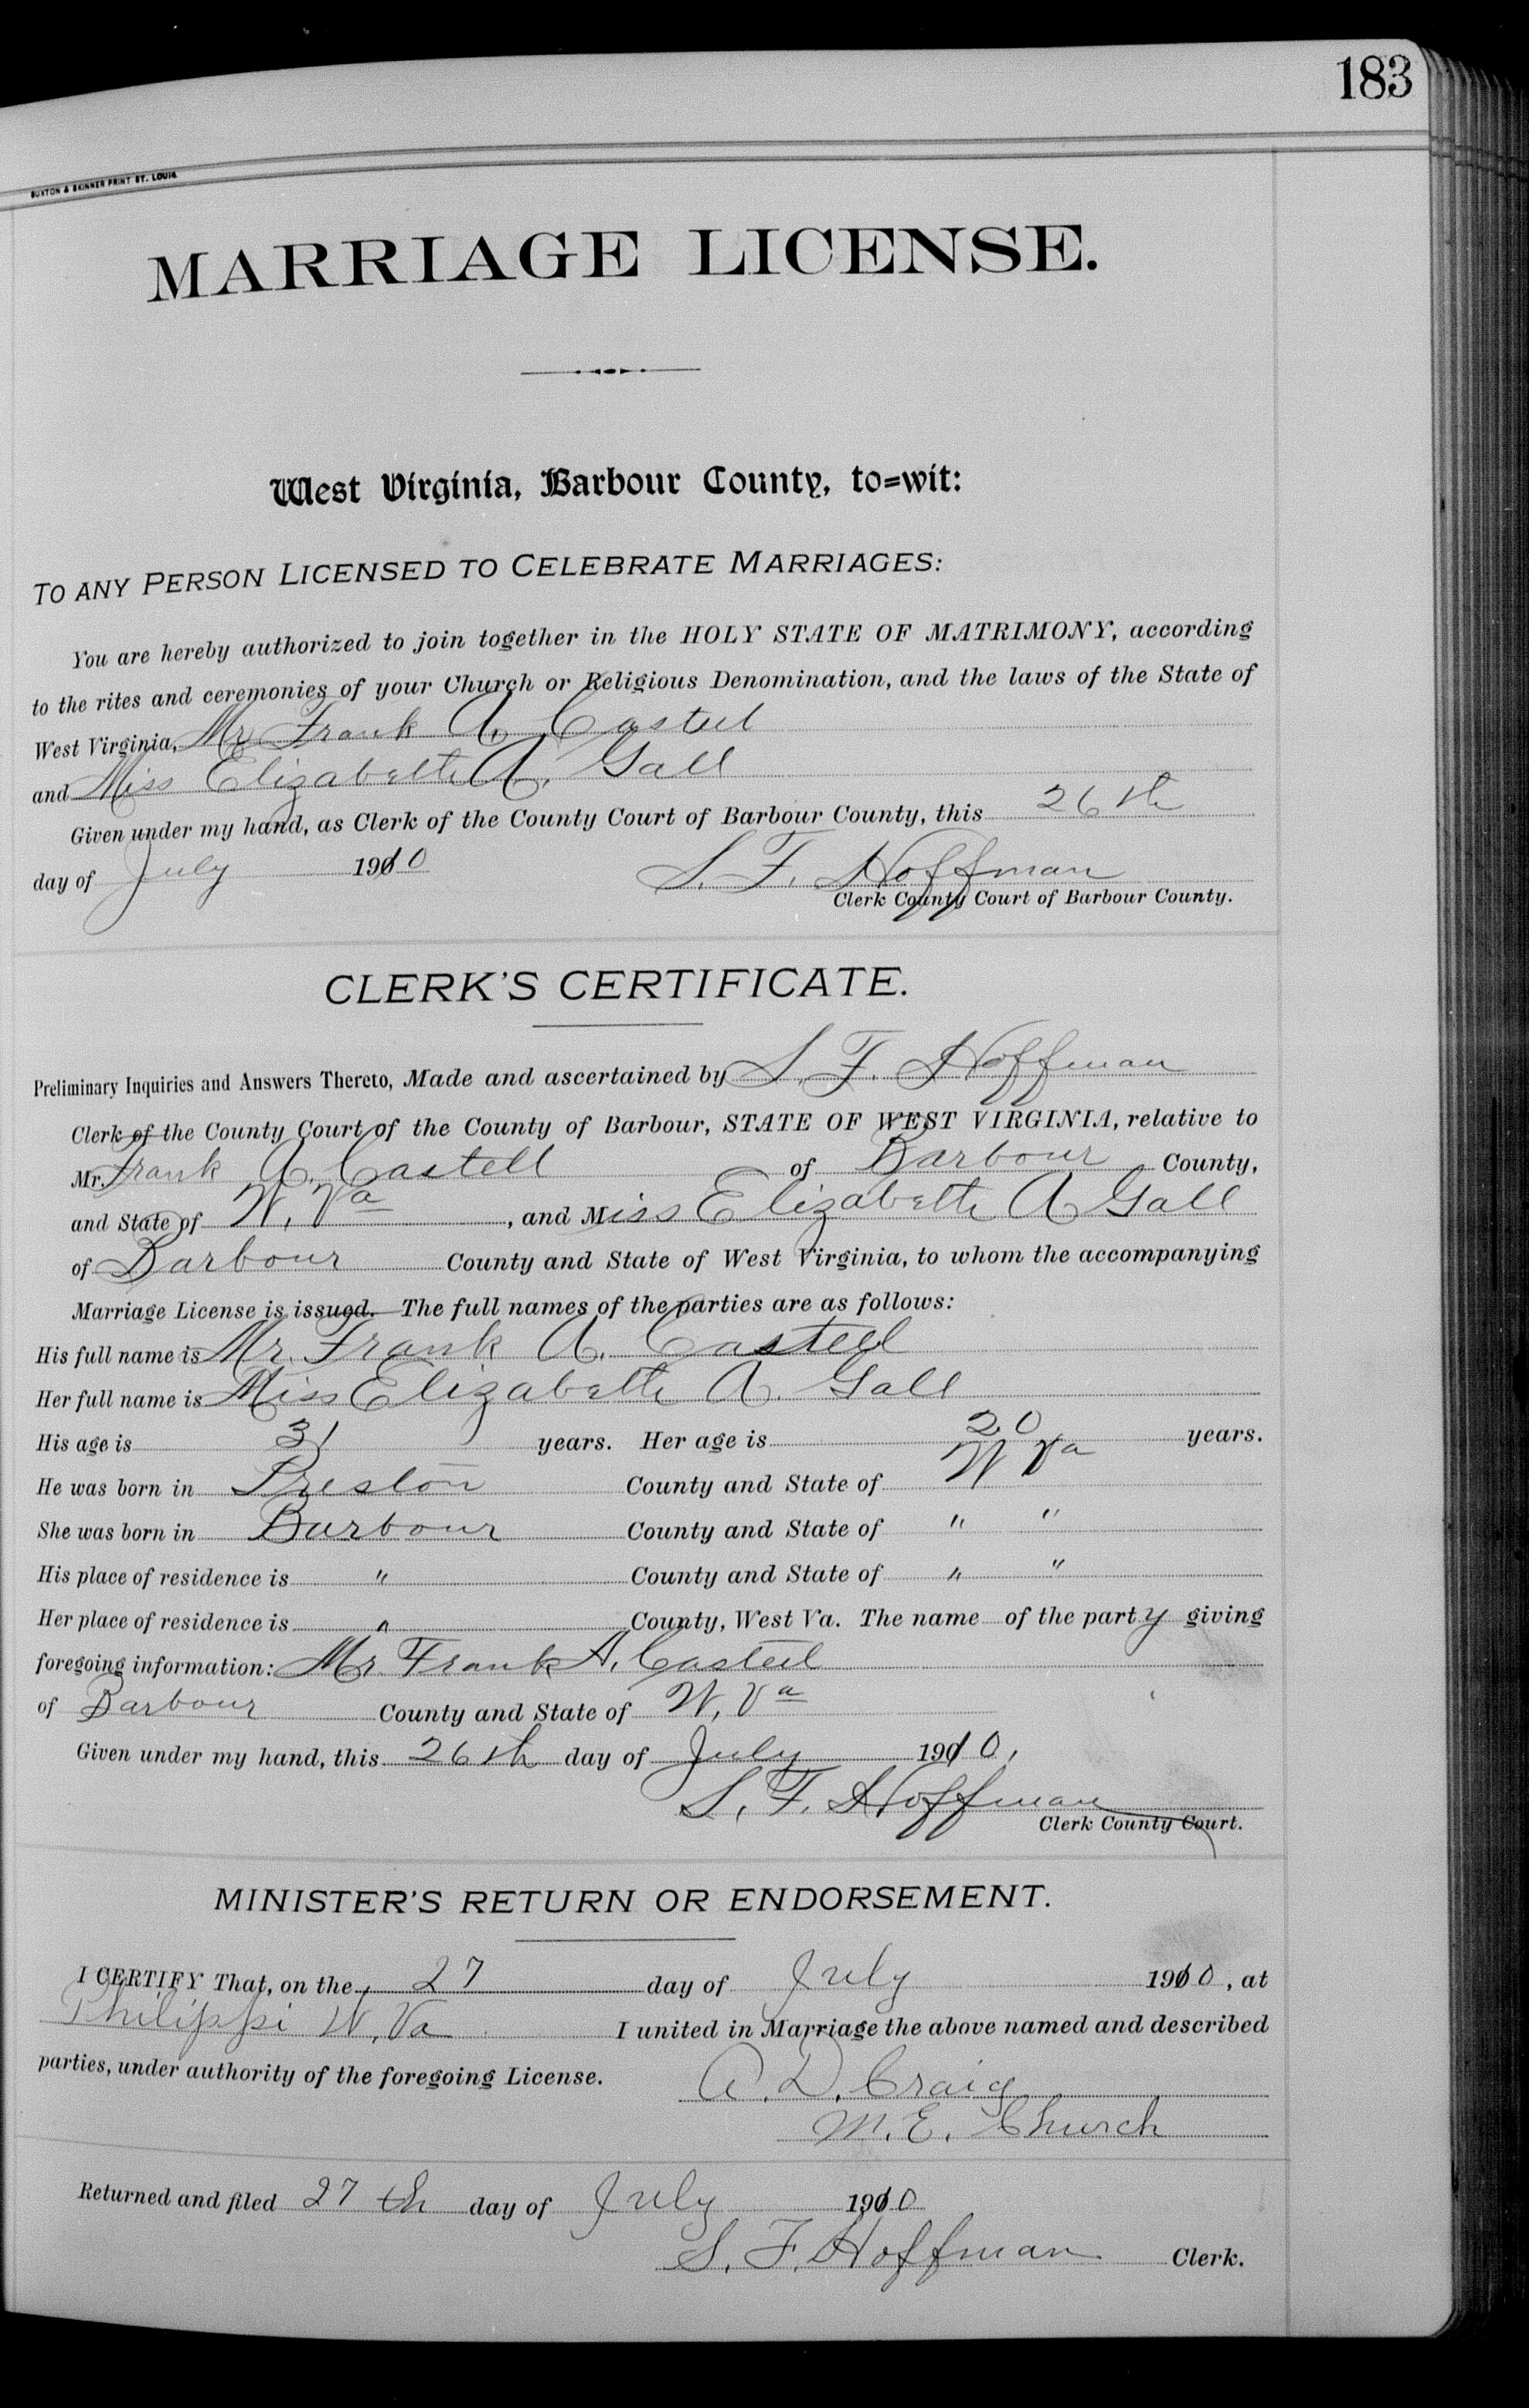 183
BUXTON & SKINNER PRINT ST. LOUIS
MARRIAGE LICENSE.
West Virginia, Barbour County, to=wit:
TO ANY PERSON LICENSED TO CELEBRATE MARRIAGES:
You are hereby authorized to join together in the HOLY STATE OF MATRIMONY, according
to the rites and ceremonies of your Church or Religious Denomination, and the laws of the State of
West Virginia, Mr Frank A. Casteel
and Miss Elizabeth A. Gall
Given under my hand, as Clerk of the County Court of Barbour County, this 26th
day of July 1910
S. F. Hoffman
Clerk County Court of Barbour County.
CLERK'S CERTIFICATE.
Preliminary Inquiries and Answers Thereto, Made and ascertained by S. F. Hoffman
Clerk of the County Court of the County of Barbour, STATE OF WEST VIRGINIA, relative to
Mr. Frank A. Casteel of Barbour County,
and State of W. Va , and Miss Elizabeth A Gall
of Barbour County and State of West Virginia, to whom the accompanying
Marriage License is issued. The full names of the parties are as follows:
His full name is Mr. Frank A. Casteel
Her full name is Miss Elizabeth A. Gall
His age is 31 years. Her age is 20 years.
He was born in Preston County and State of W Va
She was born in Barbour County and State of " "
His place of residence is " County and State of " "
Her place of residence is " County, West Va. The name of the party giving
foregoing information: Mr Frank A. Casteel
of Barbour County and State of W. Va
Given under my hand, this 26th day of July 1910,
S. F. Hoffman
Clerk County Court.
MINISTER'S RETURN OR ENDORSEMENT.
I CERTIFY That, on the 27 day of July 1910, at
Philippi W. Va I united in Marriage the above named and described
parties, under authority of the foregoing License.
A. D. Craig
M. E. Church
Returned and filed 27th day of July 1910
S. F. Hoffman Clerk.